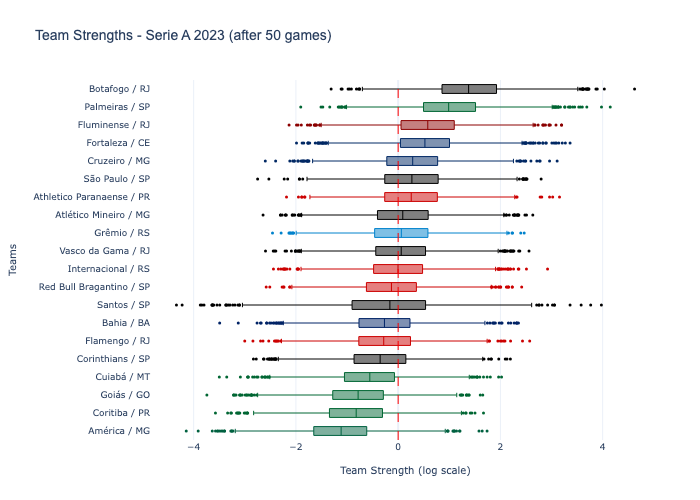 Team Strengths - Serie A 2023 (after 50 games)
Botafogo / RJ
Palmeiras / SP
Fluminense / RJ
Fortaleza / CE
Cruzeiro / MG
São Paulo / SP
Athletico Paranaense / PR
Atlético Mineiro / MG
Grêmio / RS
Vasco da Gama / RJ
Internacional / RS
Red Bull Bragantino / SP
Santos / SP
Bahia / BA
Flamengo / RJ
Corinthians / SP
Cuiabá / MT
Goiás / GO
Coritiba / PR
América / MG
Teams
−4 −2 0 2 4
Team Strength (log scale)